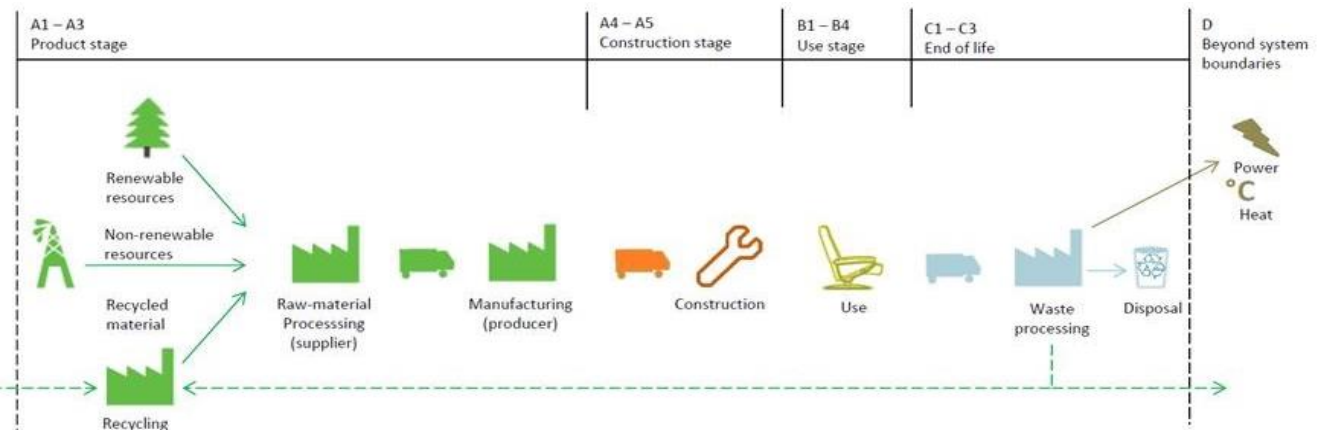 A1 – A3
Product stage
A4 – A5
Construction stage
B1 – B4
Use stage
C1 – C3
End of life
D
Beyond system
boundaries
Renewable
resources
Non-renewable
resources
Recycled
material
Recycling
Raw-material
Processsing
(supplier)
Manufacturing
(producer)
Construction
Use
Waste
processing
Disposal
Power
°C
Heat